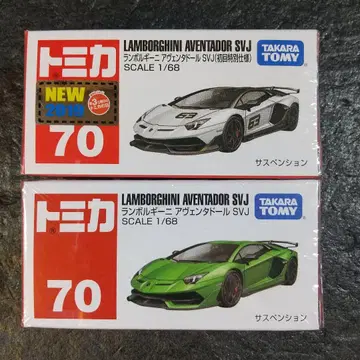 トミカ
LAMBORGHINI AVENTADOR SVJ
ランボルギーニ アヴェンタドール SVJ(初回特別仕様)
SCALE 1/68
TAKARA TOMY
NEW
2019
70
サスペンション
トミカ
LAMBORGHINI AVENTADOR SVJ
ランボルギーニ アヴェンタドール SVJ
SCALE 1/68
TAKARA TOMY
70
サスペンション